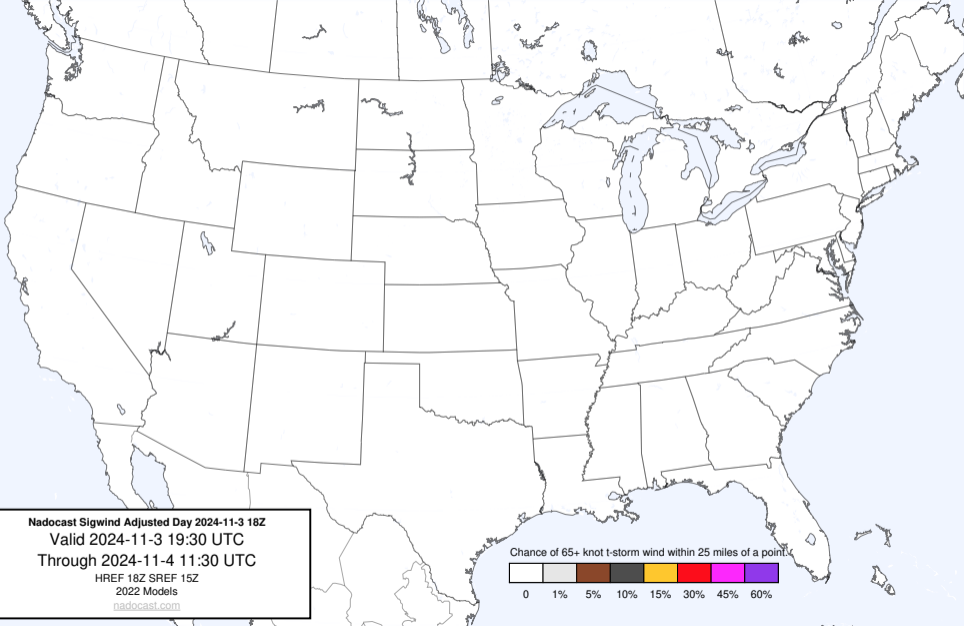 Nadocast Sigwind Adjusted Day 2024-11-3 18Z
Valid 2024-11-3 19:30 UTC
Through 2024-11-4 11:30 UTC
HREF 18Z SREF 15Z
2022 Models
nadocast.com
Chance of 65+ knot t-storm wind within 25 miles of a point.
0 1% 5% 10% 15% 30% 45% 60%